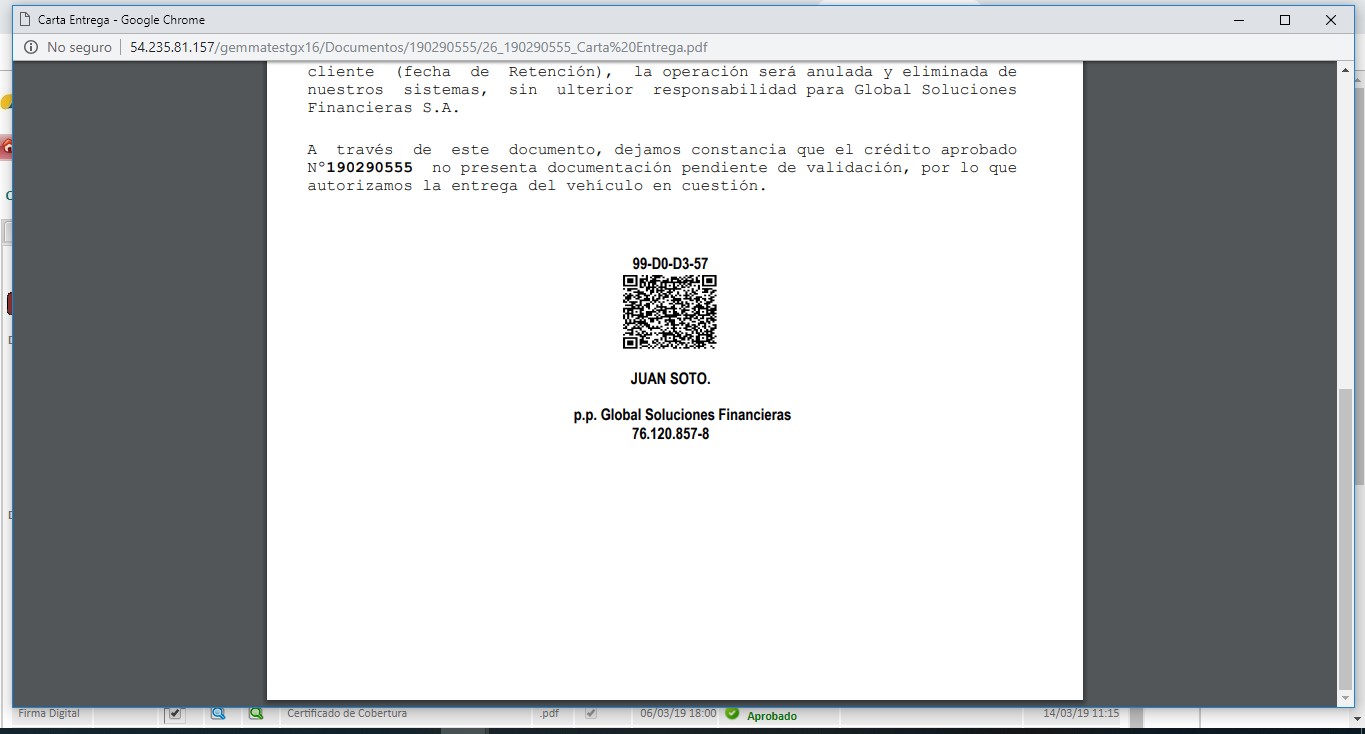 Carta Entrega - Google Chrome
No seguro 54.235.81.157/gemmatestgx16/Documentos/190290555/26_190290555_Carta%20Entrega.pdf
cliente (fecha de Retención), la operación será anulada y eliminada de
nuestros sistemas, sin ulterior responsabilidad para Global Soluciones
Financieras S.A.
A través de este documento, dejamos constancia que el crédito aprobado
N°190290555 no presenta documentación pendiente de validación, por lo que
autorizamos la entrega del vehículo en cuestión.
99-D0-D3-57
JUAN SOTO.
p.p. Global Soluciones Financieras
76.120.857-8
Firma Digital Certificado de Cobertura .pdf 06/03/19 18:00 Aprobado 14/03/19 11:15